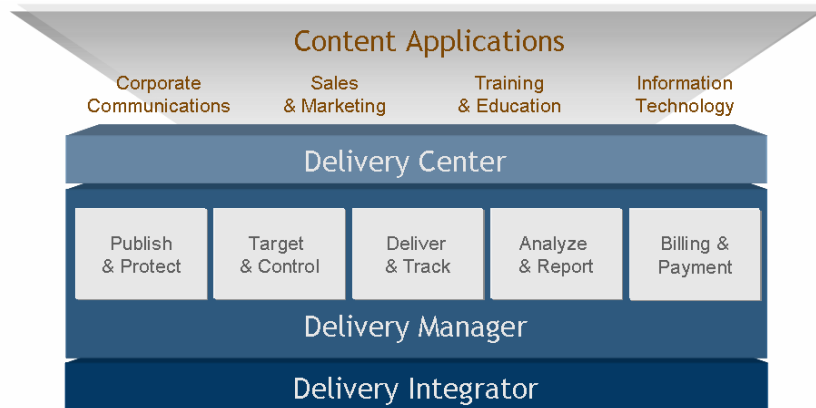 Content Applications
Corporate
Communications
Sales
& Marketing
Training
& Education
Information
Technology
Delivery Center
Publish
& Protect
Target
& Control
Deliver
& Track
Analyze
& Report
Billing &
Payment
Delivery Manager
Delivery Integrator